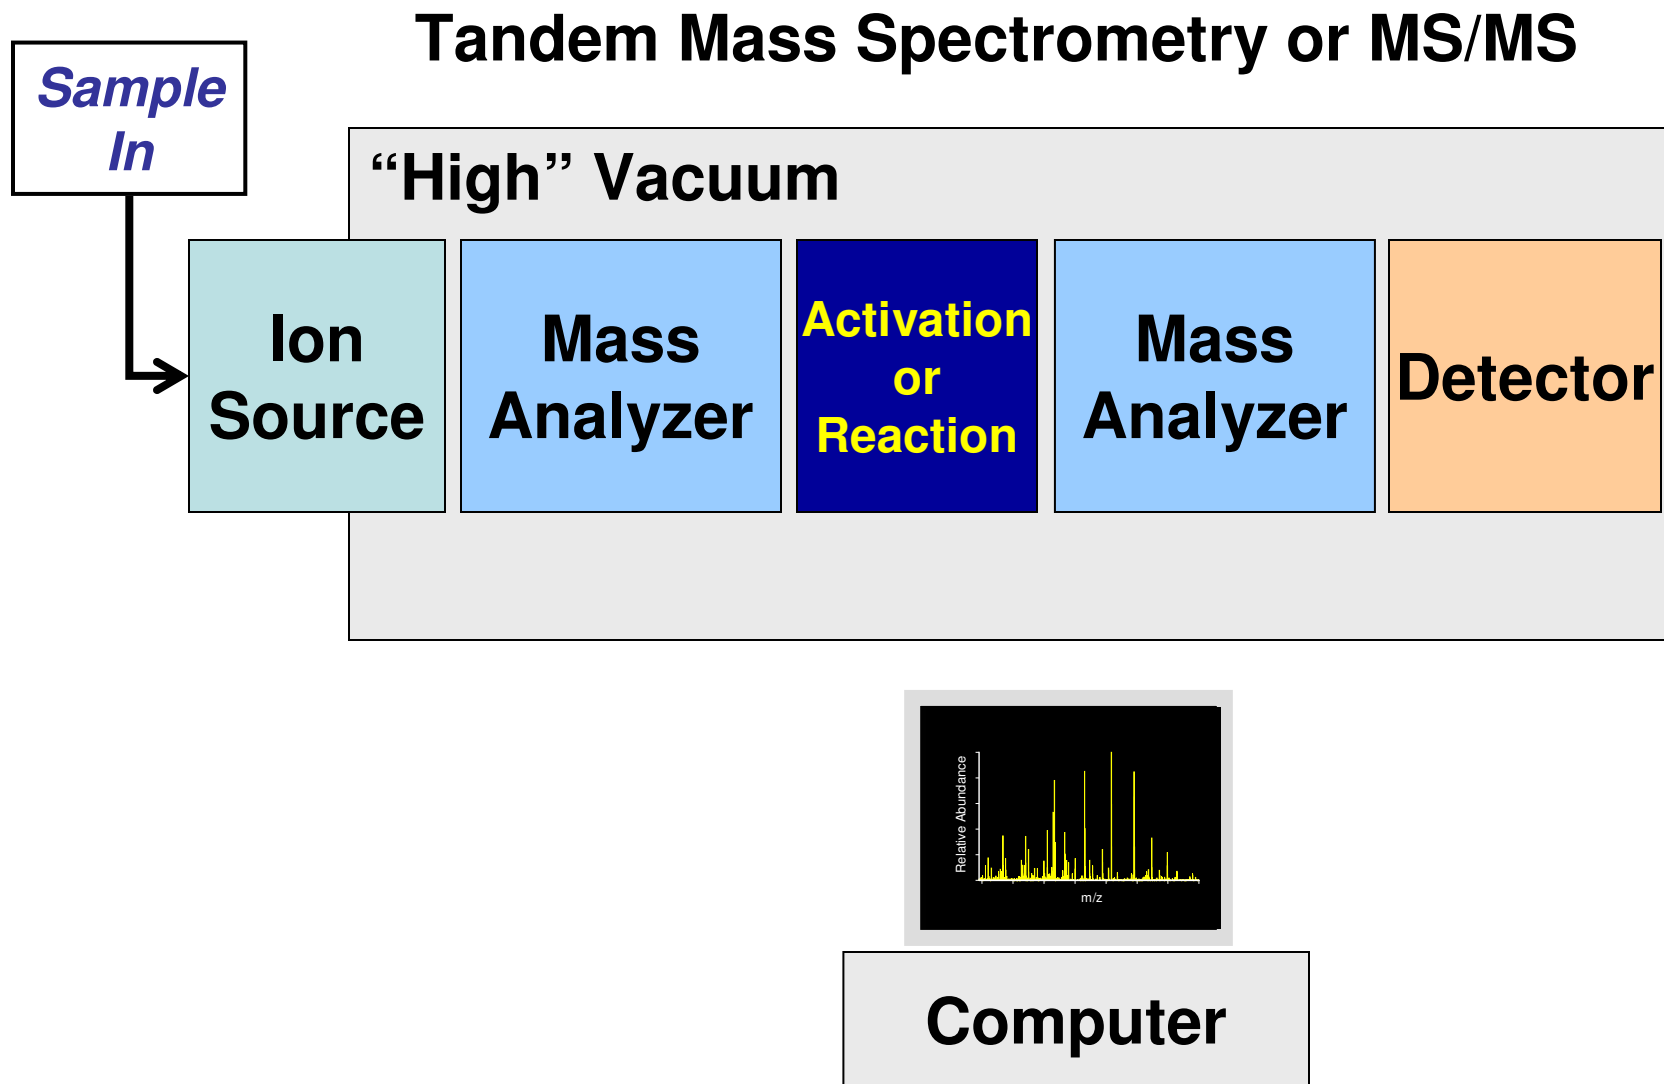 Tandem Mass Spectrometry or MS/MS
Sample
In
“High” Vacuum
Ion
Source
Mass
Analyzer
Activation
or
Reaction
Mass
Analyzer
Detector
Relative Abundance
m/z
Computer